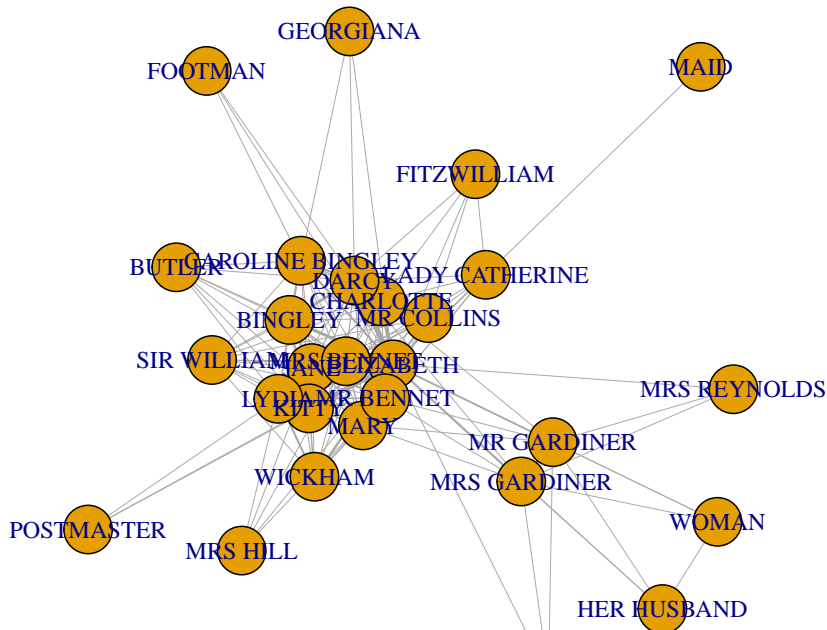 GEORGIANA
FOOTMAN
MAID
FITZWILLIAM
BUTLER
CAROLINE BINGLEY
DARCY
LADY CATHERINE
CHARLOTTE
BINGLEY
MR COLLINS
SIR WILLIAM
MRS BENNET
JANE
ELIZABETH
MRS REYNOLDS
LYDIA
MR BENNET
KITTY
MARY
MR GARDINER
WICKHAM
MRS GARDINER
POSTMASTER
WOMAN
MRS HILL
HER HUSBAND